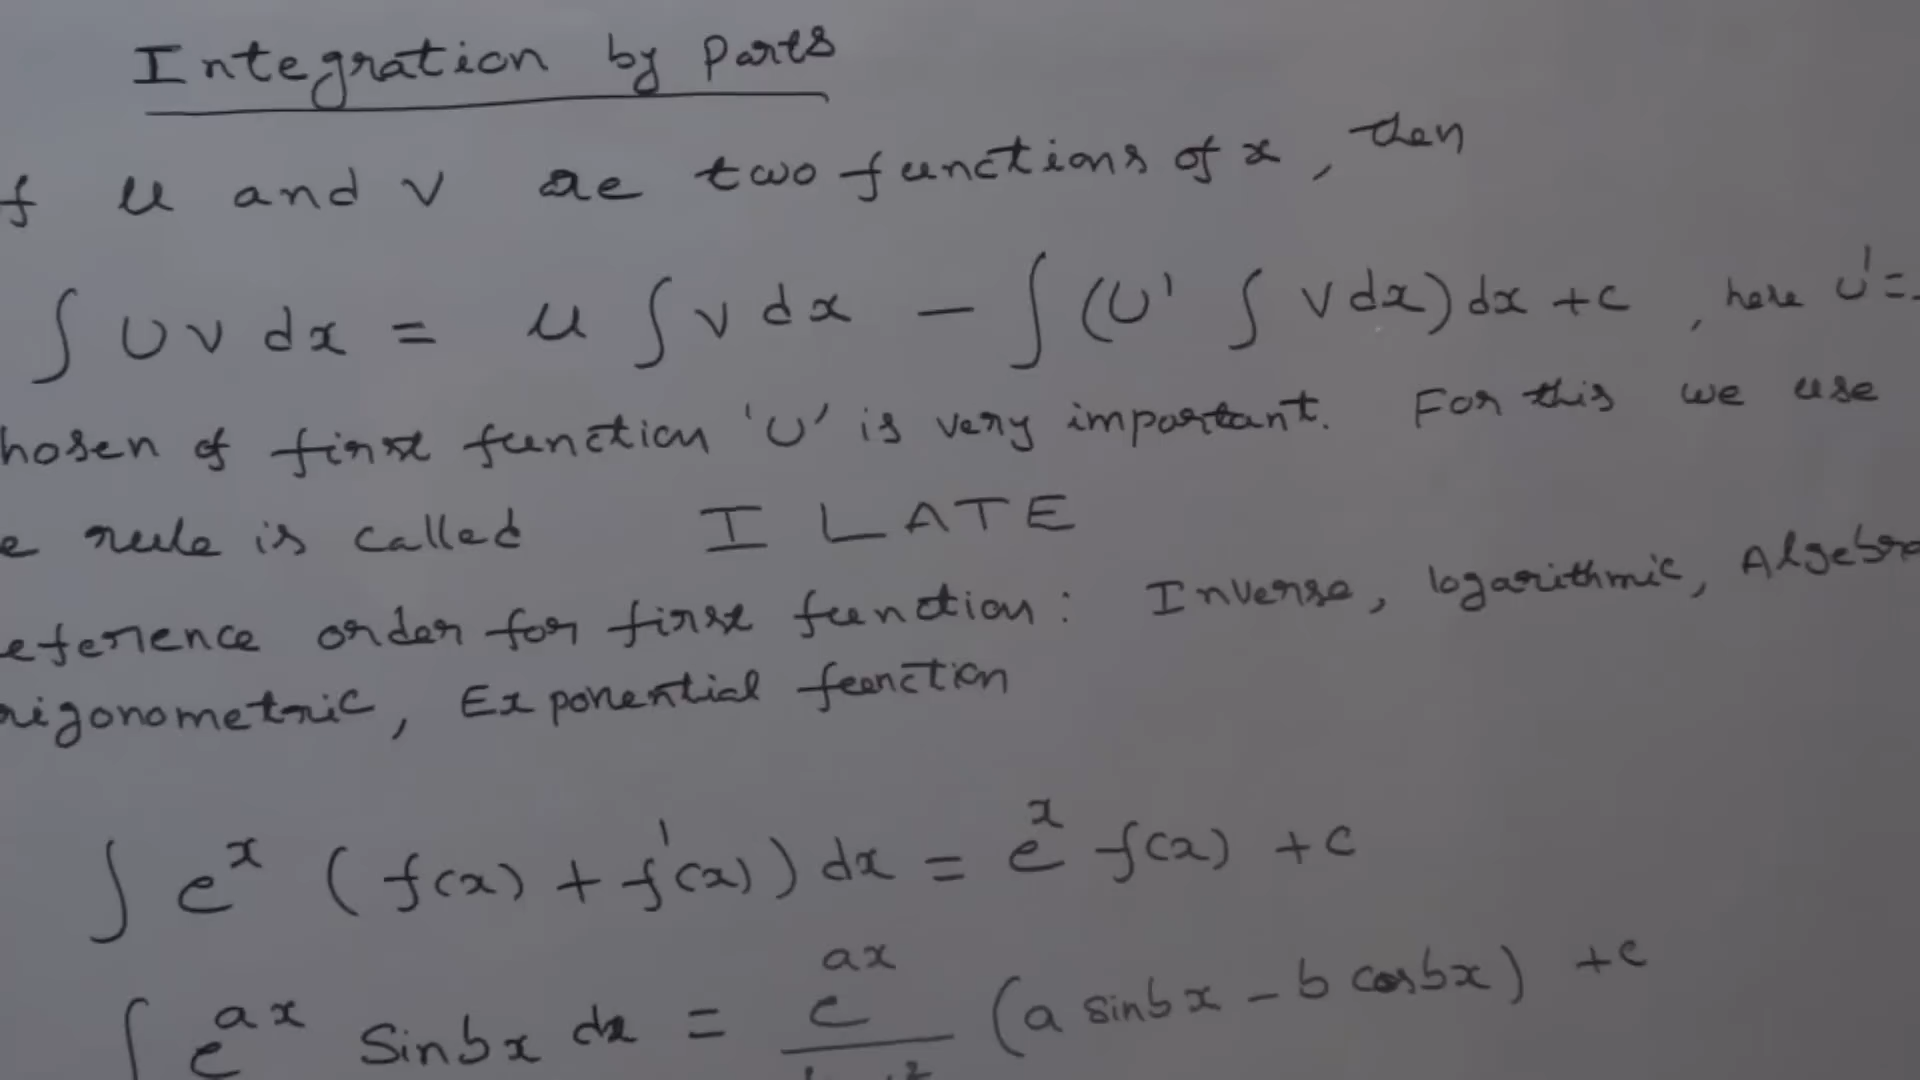 Integration by Parts
f u and v are two functions of x, then
∫ U v dx = u ∫ v dx - ∫ (U' ∫ v dx) dx + c, here U' =
hosen of first function 'U' is very important. For this we use
e rule is called I LATE
eference order for first function: Inverse, logarithmic, Algebra
rigonometric, Exponential function
∫ e^x (f(x) + f'(x)) dx = e^x f(x) + c
∫ e^ax Sinbx dx = e^ax (a sinbx - b cosbx) + c